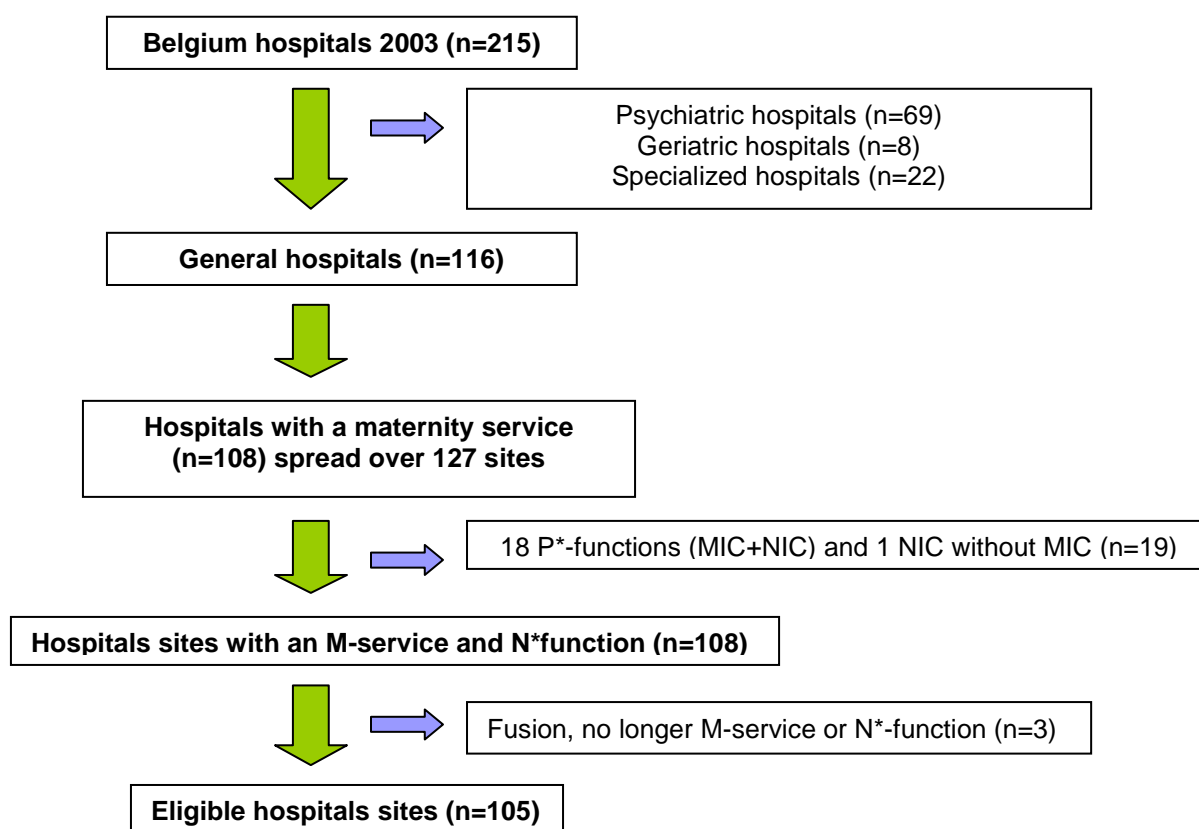 Belgium hospitals 2003 (n=215)
Psychiatric hospitals (n=69)
Geriatric hospitals (n=8)
Specialized hospitals (n=22)
General hospitals (n=116)
Hospitals with a maternity service
(n=108) spread over 127 sites
18 P*-functions (MIC+NIC) and 1 NIC without MIC (n=19)
Hospitals sites with an M-service and N*function (n=108)
Fusion, no longer M-service or N*-function (n=3)
Eligible hospitals sites (n=105)